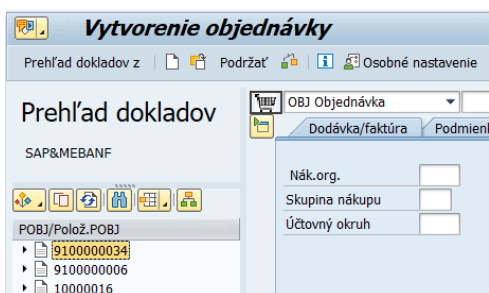 Vytvorenie objednávky
Prehľad dokladov z Podržať Osobné nastavenie
Prehľad dokladov
SAP&MEBANF
POBJ/Polož.POBJ
9100000034
9100000006
10000016
OBJ Objednávka
Dodávka/faktúra
Nák.org.
Skupina nákupu
Účtovný okruh